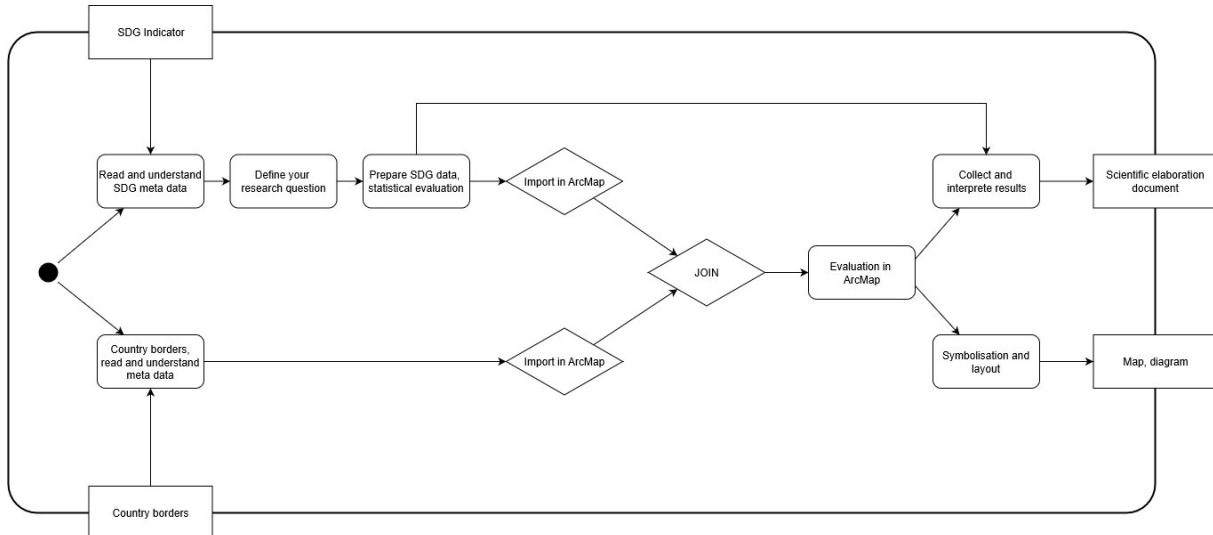 SDG Indicator
Read and understand
SDG meta data
Define your
research question
Prepare SDG data,
statistical evaluation
Import in ArcMap
Collect and
interprete results
Scientific elaboration
document
JOIN
Evaluation in
ArcMap
Country borders,
read and understand
meta data
Import in ArcMap
Symbolisation and
layout
Map, diagram
Country borders